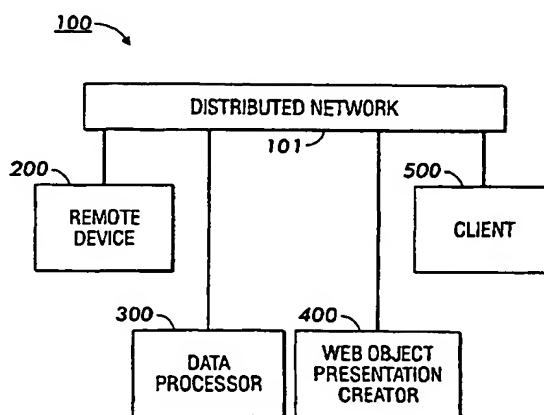 100
DISTRIBUTED NETWORK
101
200
500
REMOTE
DEVICE
CLIENT
300
400
DATA
PROCESSOR
WEB OBJECT
PRESENTATION
CREATOR